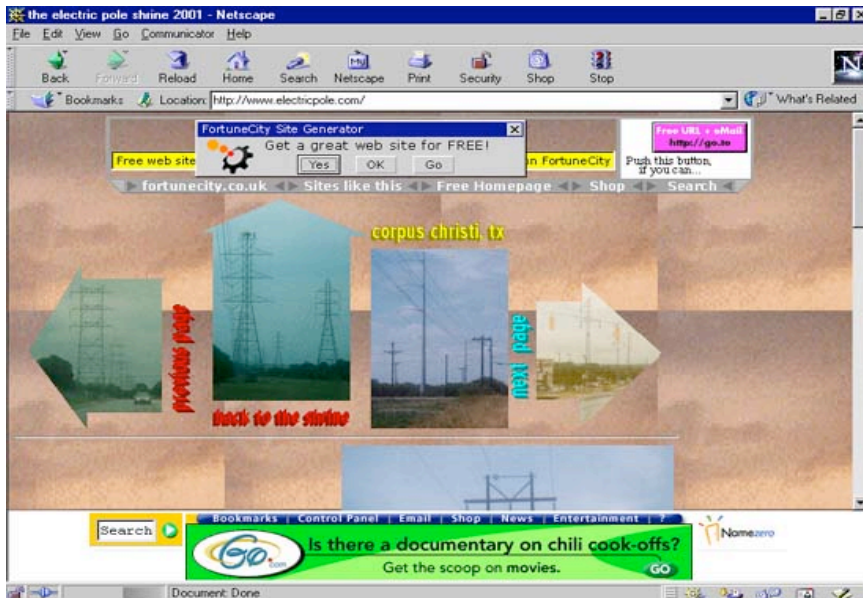 the electric pole shrine 2001 - Netscape
File Edit View Go Communicator Help
Back Forward Reload Home Search Netscape Print Security Shop Stop
Bookmarks Location: http://www.electricpole.com/ What's Related
FortuneCity Site Generator
Get a great web site for FREE!
Yes OK Go
Free web site
on FortuneCity
Free URL + eMail
http://go.to
Push this button,
if you can...
fortunecity.co.uk Sites like this Free Homepage Shop Search
corpus christi, tx
previous page
back to the shrine
next page
Bookmarks | Control Panel | Email | Shop | News | Entertainment | ?
Search
Go.com
Is there a documentary on chili cook-offs?
Get the scoop on movies.
GO
Namezero
Document: Done